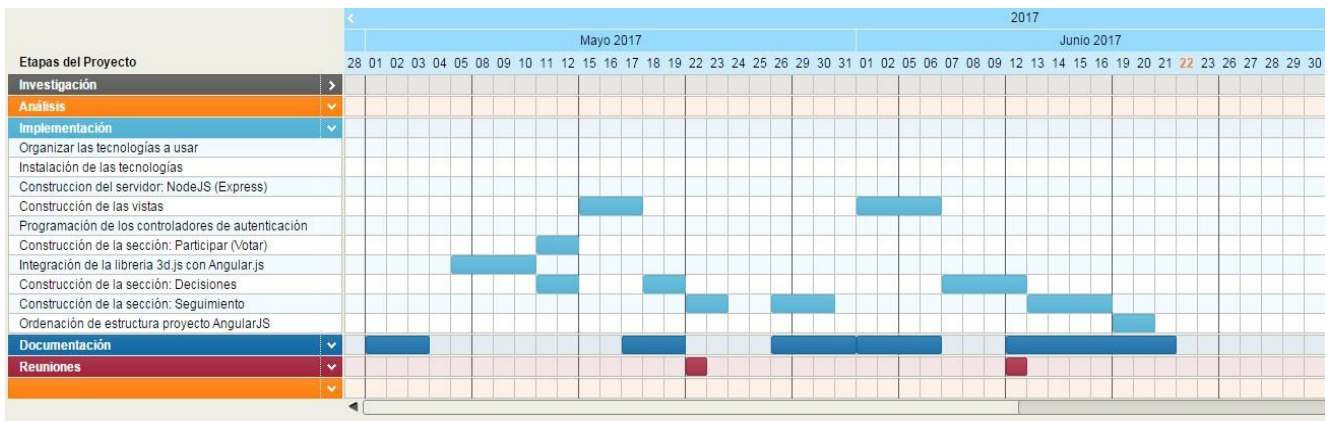 2017
Mayo 2017 Junio 2017
Etapas del Proyecto 28 01 02 03 04 05 08 09 10 11 12 15 16 17 18 19 22 23 24 25 26 29 30 31 01 02 05 06 07 08 09 12 13 14 15 16 19 20 21 22 23 26 27 28 29 30
Investigación
Análisis
Implementación
Organizar las tecnologías a usar
Instalación de las tecnologías
Construccion del servidor: NodeJS (Express)
Construcción de las vistas
Programación de los controladores de autenticación
Construcción de la sección: Participar (Votar)
Integración de la libreria 3d.js con Angular.js
Construcción de la sección: Decisiones
Construcción de la sección: Seguimiento
Ordenación de estructura proyecto AngularJS
Documentación
Reuniones